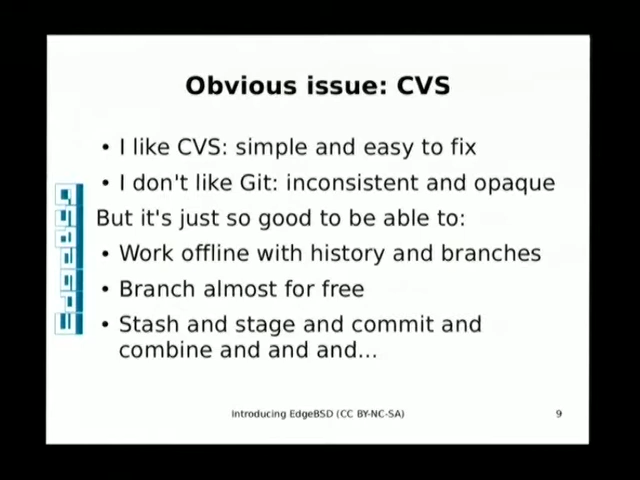 Obvious issue: CVS
• I like CVS: simple and easy to fix
• I don't like Git: inconsistent and opaque
But it's just so good to be able to:
• Work offline with history and branches
• Branch almost for free
• Stash and stage and commit and
combine and and and...
EdgeBSD
Introducing EdgeBSD (CC BY-NC-SA)
9